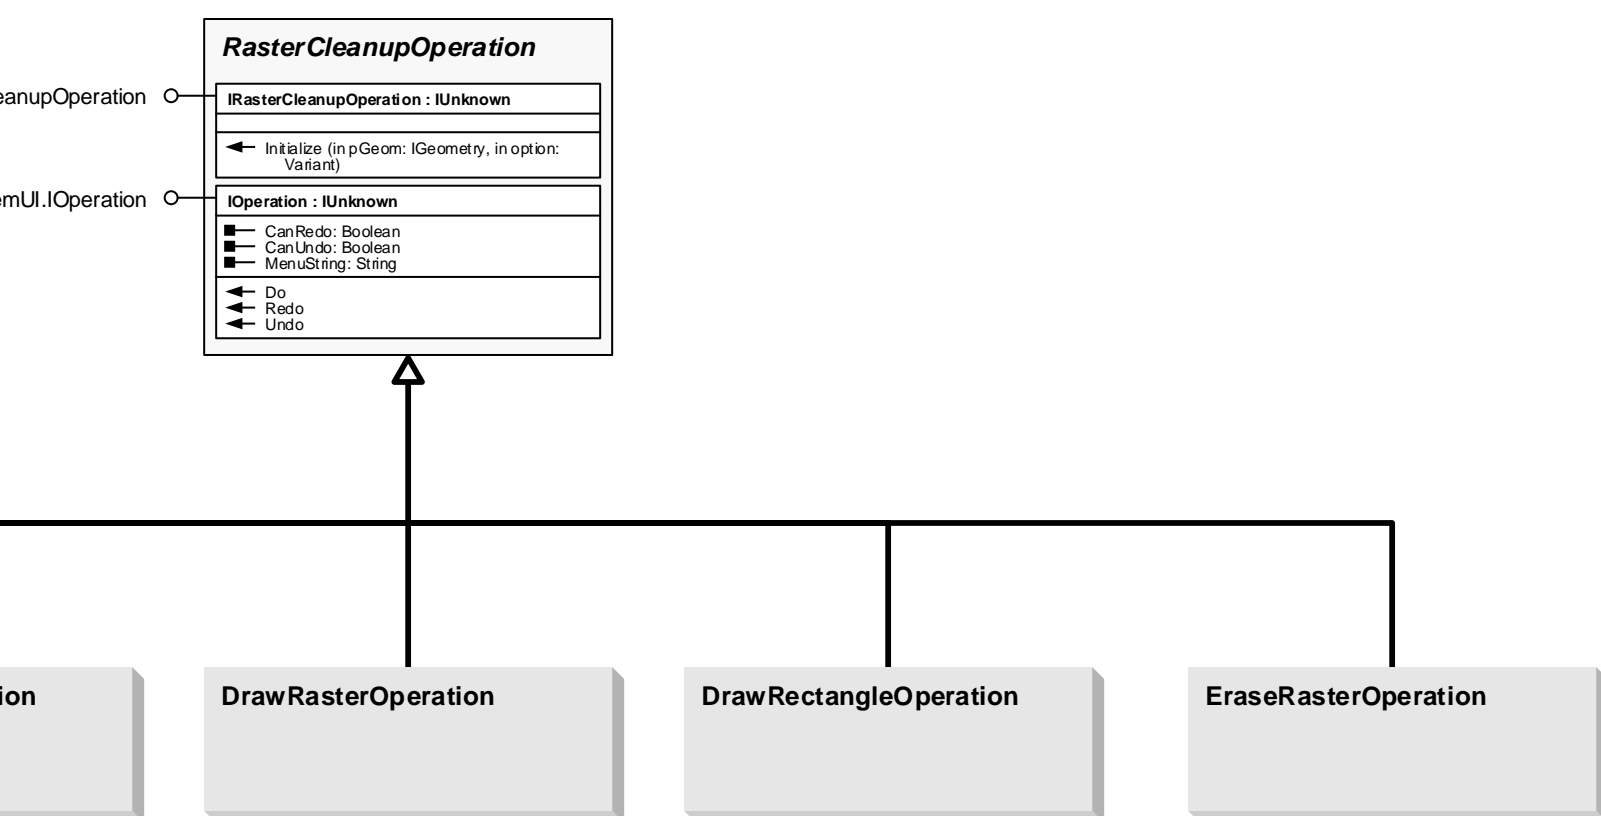 RasterCleanupOperation
eanupOperation
IRasterCleanupOperation : IUnknown
Initialize (in pGeom: IGeometry, in option:
Variant)
emUI.IOperation
IOperation : IUnknown
CanRedo: Boolean
CanUndo: Boolean
MenuString: String
Do
Redo
Undo
ion
DrawRasterOperation
DrawRectangleOperation
EraseRasterOperation